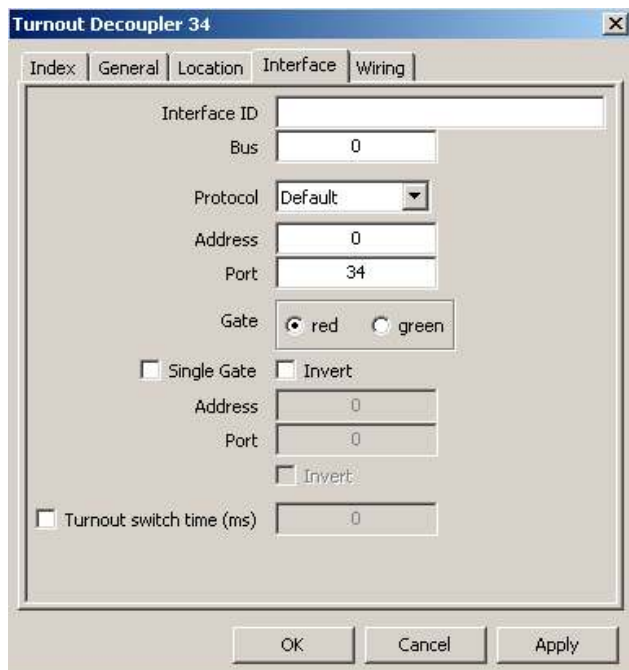 Turnout Decoupler 34
Index General Location Interface Wiring
Interface ID
Bus 0
Protocol Default
Address 0
Port 34
Gate red green
Single Gate Invert
Address 0
Port 0
Invert
Turnout switch time (ms) 0
OK Cancel Apply